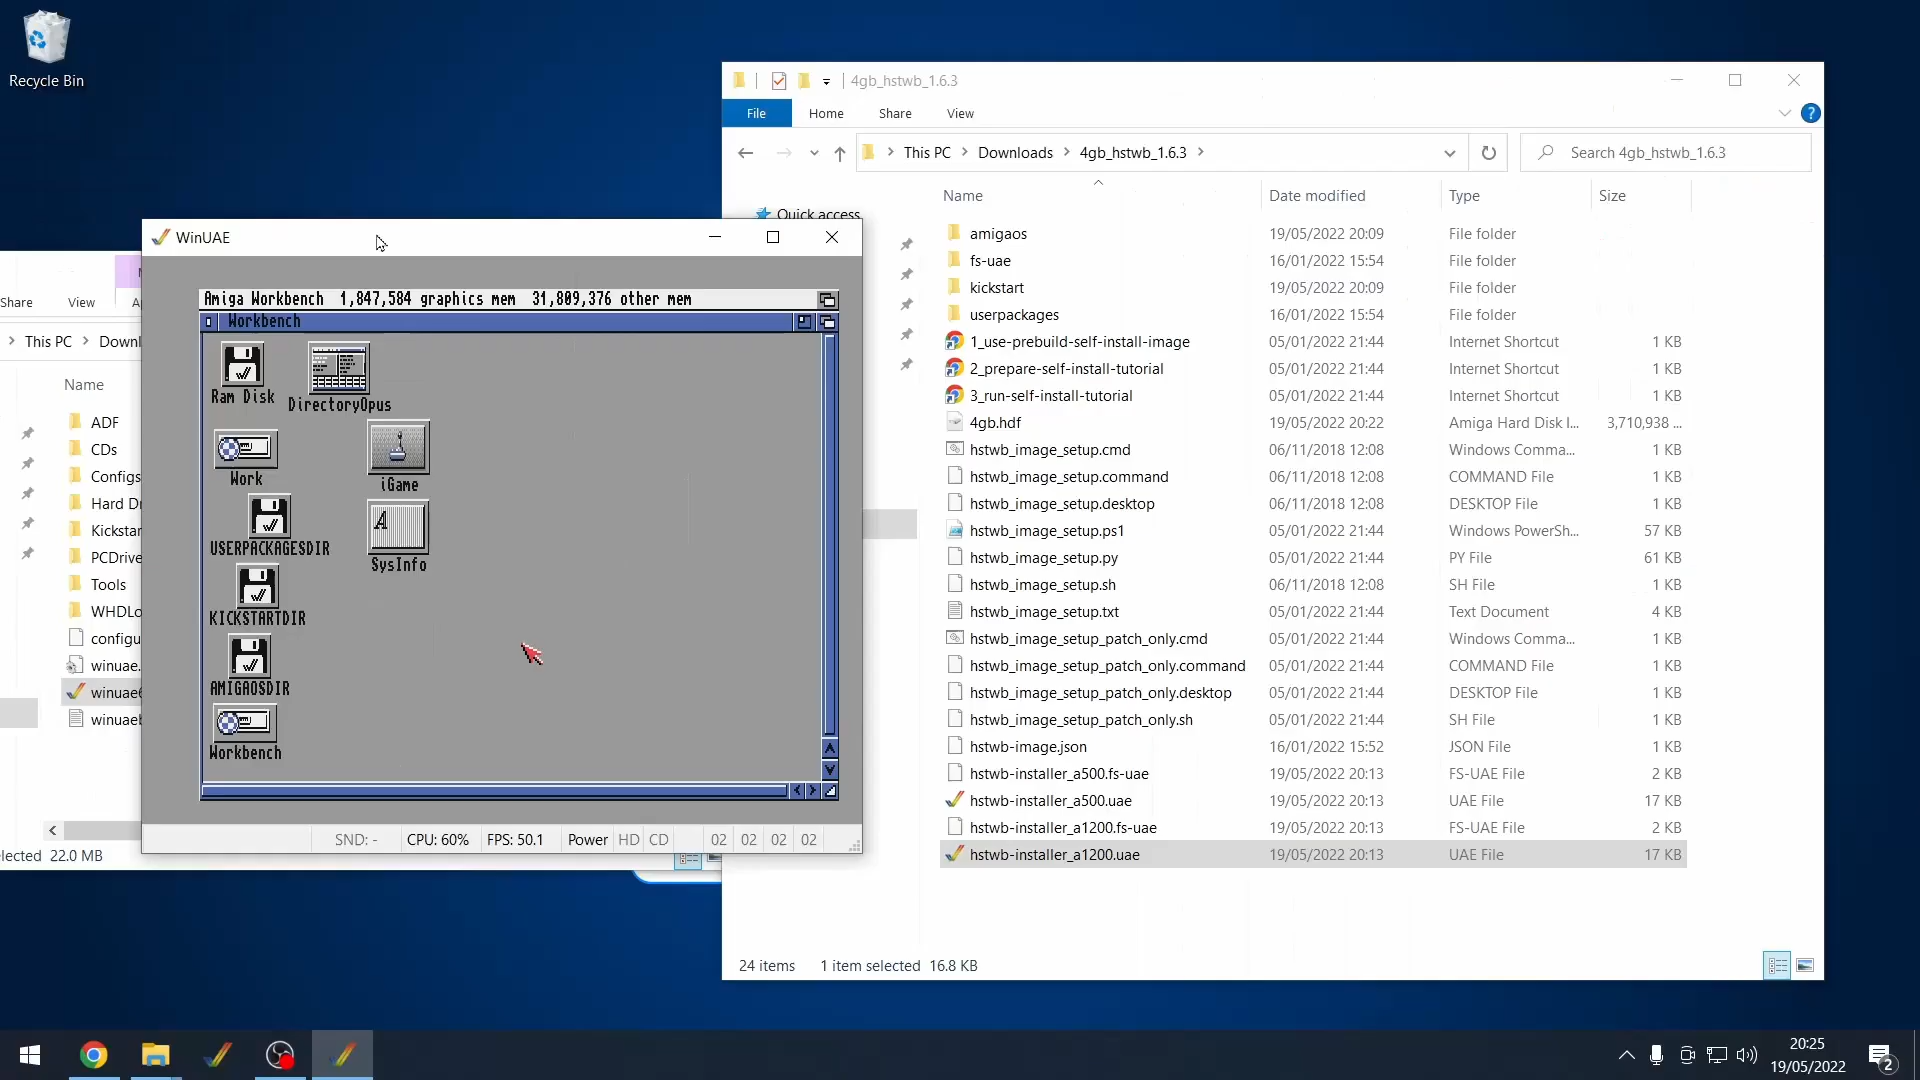 Recycle Bin
4gb_hstwb_1.6.3
File
Home
Share
View
This PC
Downloads
4gb_hstwb_1.6.3
Search 4gb_hstwb_1.6.3
Name
Date modified
Type
Size
Quick access
amigaos 19/05/2022 20:09 File folder
fs-uae 16/01/2022 15:54 File folder
kickstart 19/05/2022 20:09 File folder
userpackages 16/01/2022 15:54 File folder
1_use-prebuild-self-install-image 05/01/2022 21:44 Internet Shortcut 1 KB
2_prepare-self-install-tutorial 05/01/2022 21:44 Internet Shortcut 1 KB
3_run-self-install-tutorial 05/01/2022 21:44 Internet Shortcut 1 KB
4gb.hdf 19/05/2022 20:22 Amiga Hard Disk I... 3,710,938 ...
hstwb_image_setup.cmd 06/11/2018 12:08 Windows Comma... 1 KB
hstwb_image_setup.command 06/11/2018 12:08 COMMAND File 1 KB
hstwb_image_setup.desktop 06/11/2018 12:08 DESKTOP File 1 KB
hstwb_image_setup.ps1 05/01/2022 21:44 Windows PowerSh... 57 KB
hstwb_image_setup.py 05/01/2022 21:44 PY File 61 KB
hstwb_image_setup.sh 06/11/2018 12:08 SH File 1 KB
hstwb_image_setup.txt 05/01/2022 21:44 Text Document 4 KB
hstwb_image_setup_patch_only.cmd 05/01/2022 21:44 Windows Comma... 1 KB
hstwb_image_setup_patch_only.command 05/01/2022 21:44 COMMAND File 1 KB
hstwb_image_setup_patch_only.desktop 05/01/2022 21:44 DESKTOP File 1 KB
hstwb_image_setup_patch_only.sh 05/01/2022 21:44 SH File 1 KB
hstwb-image.json 16/01/2022 15:52 JSON File 1 KB
hstwb-installer_a500.fs-uae 19/05/2022 20:13 FS-UAE File 2 KB
hstwb-installer_a500.uae 19/05/2022 20:13 UAE File 17 KB
hstwb-installer_a1200.fs-uae 19/05/2022 20:13 FS-UAE File 2 KB
hstwb-installer_a1200.uae 19/05/2022 20:13 UAE File 17 KB
24 items 1 item selected 16.8 KB
WinUAE
Amiga Workbench 1,847,584 graphics mem 31,809,376 other mem
Workbench
Ram Disk
DirectoryOpus
Work
iGame
USERPACKAGESDIR
SysInfo
KICKSTARTDIR
AMIGAOSDIR
Workbench
SND: - CPU: 60% FPS: 50.1 Power HD CD 02 02 02 02
Share
View
This PC
Downl
Name
ADF
CDs
Configs
Hard Dr
Kickstar
PCDrive
Tools
WHDLo
configu
winuae.
winuae6
winuaeb
elected 22.0 MB
20:25
19/05/2022
2